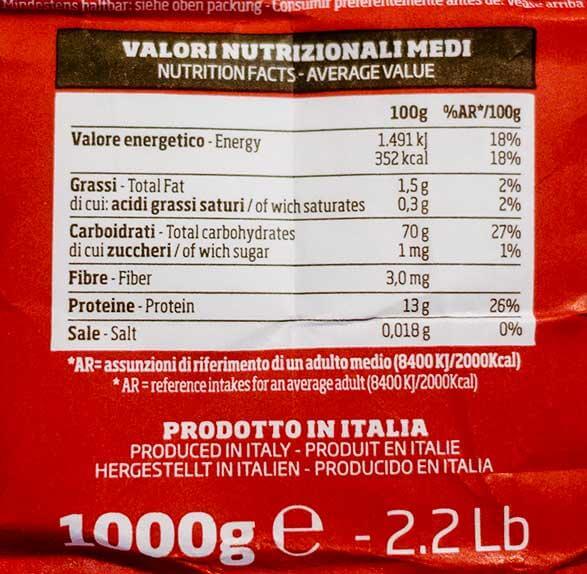 Mindestens haltbar: siehe oben packung - Consumir preferentemente antes de: Vease arriba
VALORI NUTRIZIONALI MEDI
NUTRITION FACTS - AVERAGE VALUE
100g %AR*/100g
Valore energetico - Energy 1.491 kJ 18%
352 kcal 18%
Grassi - Total Fat 1,5 g 2%
di cui: acidi grassi saturi / of wich saturates 0,3 g 2%
Carboidrati - Total carbohydrates 70 g 27%
di cui zuccheri / of wich sugar 1 mg 1%
Fibre - Fiber 3,0 mg
Proteine - Protein 13 g 26%
Sale - Salt 0,018 g 0%
*AR= assunzioni di riferimento di un adulto medio (8400 KJ/2000Kcal)
* AR = reference intakes for an average adult (8400 KJ/2000Kcal)
PRODOTTO IN ITALIA
PRODUCED IN ITALY - PRODUIT EN ITALIE
HERGESTELLT IN ITALIEN - PRODUCIDO EN ITALIA
1000g e - 2.2 Lb